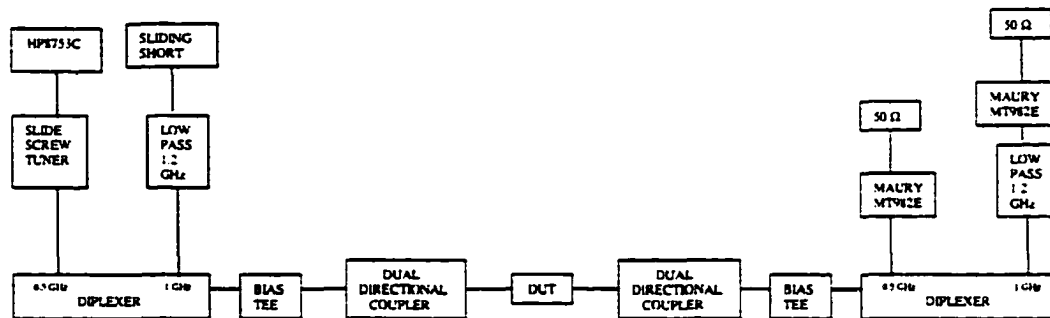 HP8753C
SLIDING
SHORT
50 Ω
MAURY
MT982E
SLIDE
SCREW
TUNER
LOW
PASS
1.2
GHz
50 Ω
MAURY
MT982E
LOW
PASS
1.2
GHz
0.5 GHz
1 GHz
DIPLEXER
BIAS
TEE
DUAL
DIRECTIONAL
COUPLER
DUT
DUAL
DIRECTIONAL
COUPLER
BIAS
TEE
0.5 GHz
1 GHz
DIPLEXER